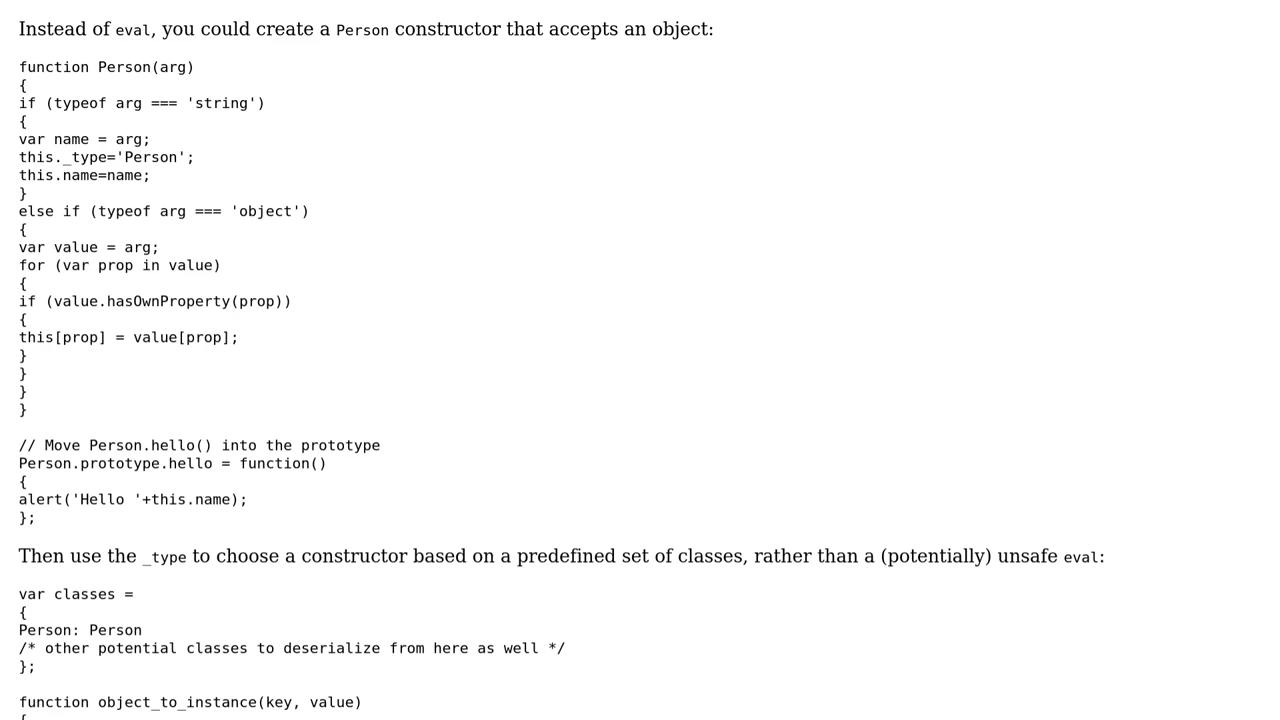 Instead of eval, you could create a Person constructor that accepts an object:
function Person(arg)
{
if (typeof arg === 'string')
{
var name = arg;
this._type='Person';
this.name=name;
}
else if (typeof arg === 'object')
{
var value = arg;
for (var prop in value)
{
if (value.hasOwnProperty(prop))
{
this[prop] = value[prop];
}
}
}
}
// Move Person.hello() into the prototype
Person.prototype.hello = function()
{
alert('Hello '+this.name);
};
Then use the _type to choose a constructor based on a predefined set of classes, rather than a (potentially) unsafe eval:
var classes =
{
Person: Person
/* other potential classes to deserialize from here as well */
};
function object_to_instance(key, value)
{